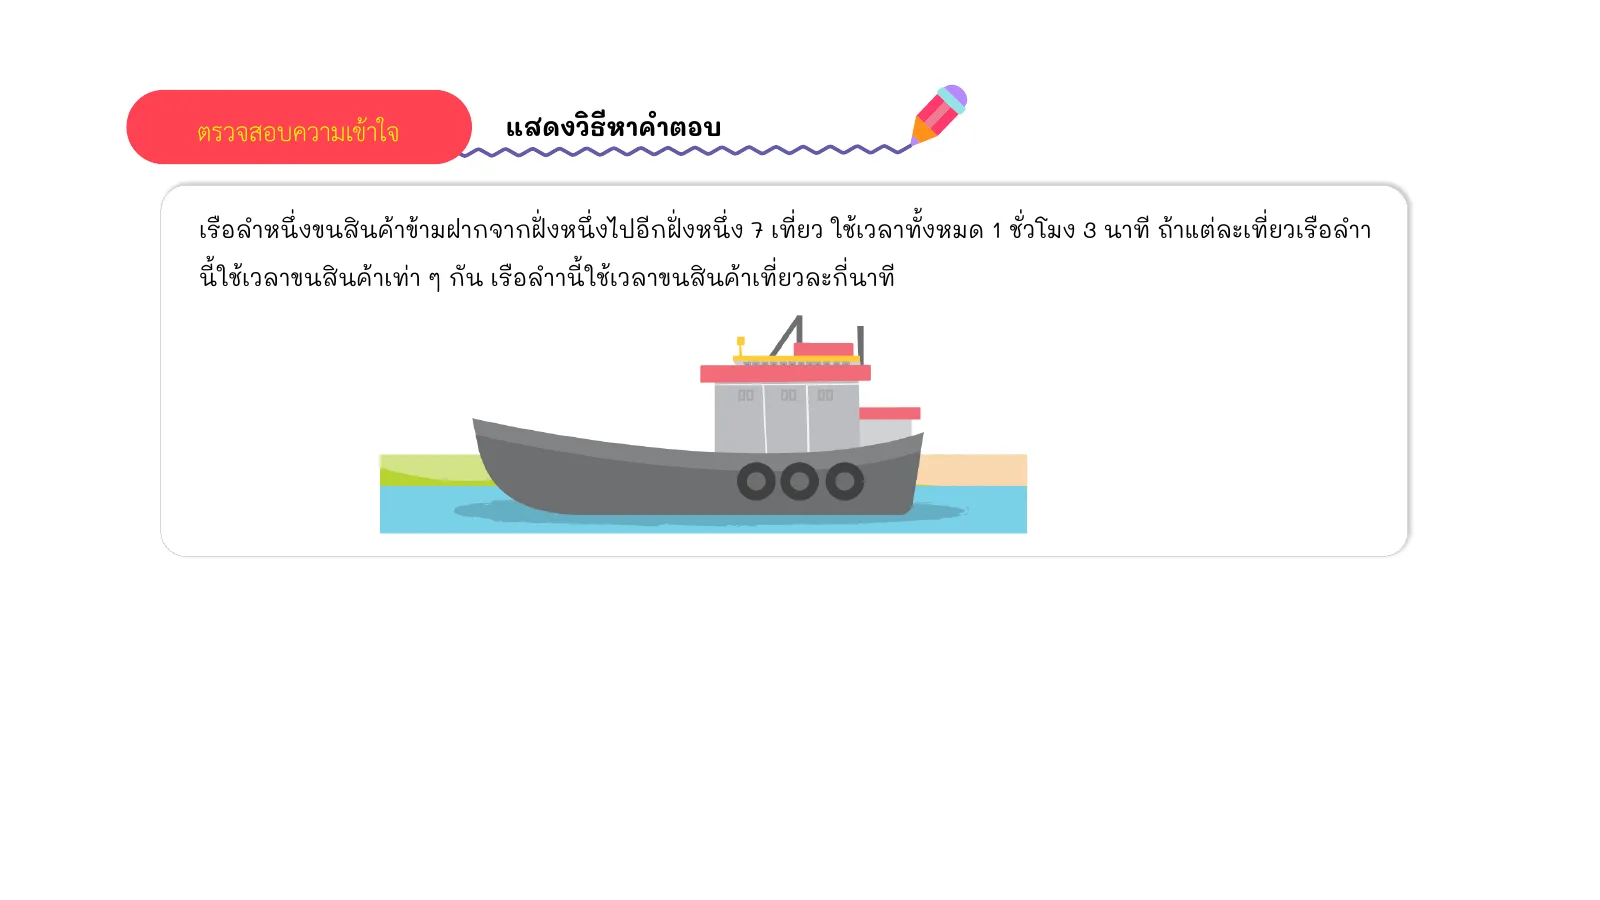 ตรวจสอบความเข้าใจ
แสดงวิธีหาคำตอบ
เรือลำหนึ่งขนสินค้าข้ามฝากจากฝั่งหนึ่งไปอีกฝั่งหนึ่ง 7 เที่ยว ใช้เวลาทั้งหมด 1 ชั่วโมง 3 นาที ถ้าแต่ละเที่ยวเรือลำา
นี้ใช้เวลาขนสินค้าเท่า ๆ กัน เรือลำานี้ใช้เวลาขนสินค้าเที่ยวละกี่นาที